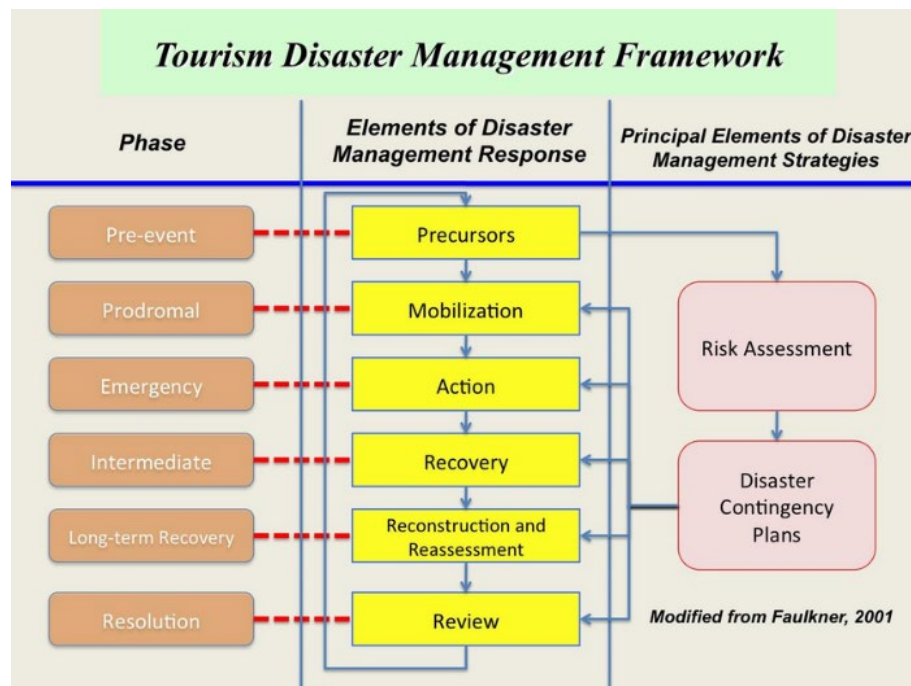 Tourism Disaster Management Framework
Phase
Elements of Disaster
Management Response
Principal Elements of Disaster
Management Strategies
Pre-event
Precursors
Prodromal
Mobilization
Risk Assessment
Emergency
Action
Intermediate
Recovery
Disaster
Contingency
Plans
Long-term Recovery
Reconstruction and
Reassessment
Resolution
Review
Modified from Faulkner, 2001